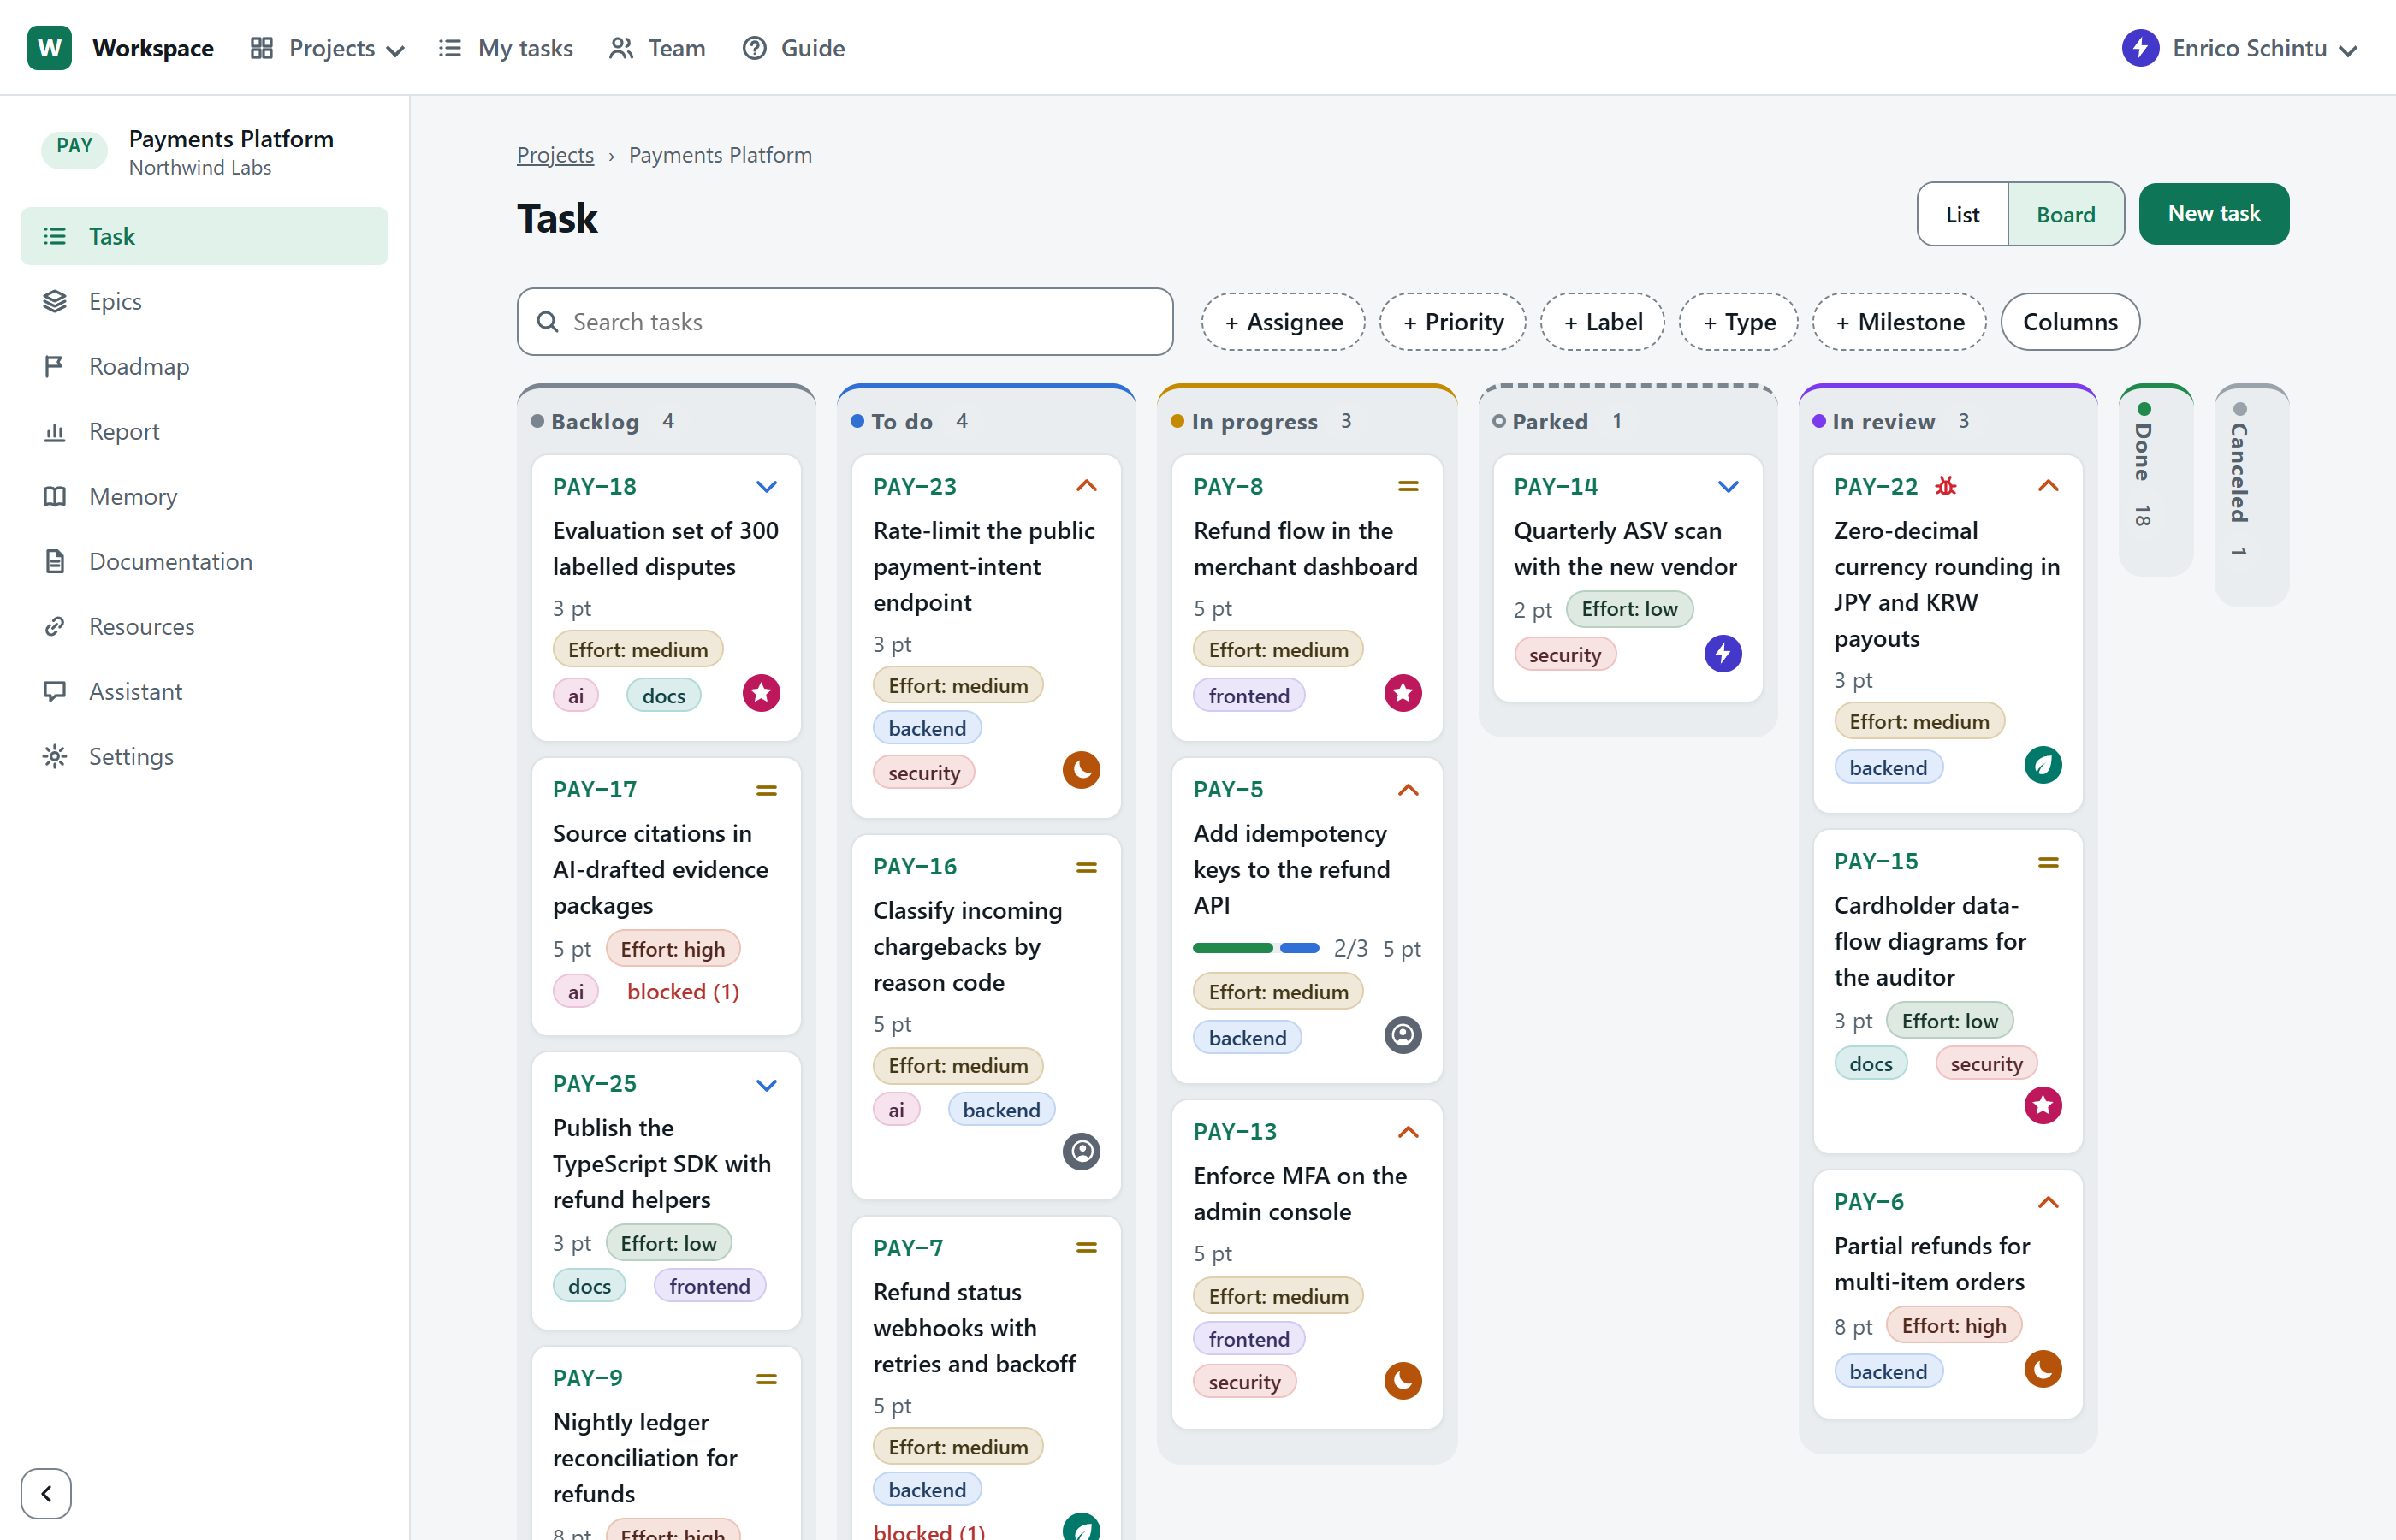 W Workspace Projects My tasks Team Guide Enrico Schintu
PAY Payments Platform
Northwind Labs
Task
Epics
Roadmap
Report
Memory
Documentation
Resources
Assistant
Settings
Projects › Payments Platform
Task
List Board New task
Search tasks
+ Assignee + Priority + Label + Type + Milestone Columns
Backlog 4
PAY-18
Evaluation set of 300
labelled disputes
3 pt
Effort: medium
ai docs
PAY-17
Source citations in
AI-drafted evidence
packages
5 pt Effort: high
ai blocked (1)
PAY-25
Publish the
TypeScript SDK with
refund helpers
3 pt Effort: low
docs frontend
PAY-9
Nightly ledger
reconciliation for
refunds
8 pt Effort: high
To do 4
PAY-23
Rate-limit the public
payment-intent
endpoint
3 pt
Effort: medium
backend
security
PAY-16
Classify incoming
chargebacks by
reason code
5 pt
Effort: medium
ai backend
PAY-7
Refund status
webhooks with
retries and backoff
5 pt
Effort: medium
backend
blocked (1)
In progress 3
PAY-8
Refund flow in the
merchant dashboard
5 pt
Effort: medium
frontend
PAY-5
Add idempotency
keys to the refund
API
2/3 5 pt
Effort: medium
backend
PAY-13
Enforce MFA on the
admin console
5 pt
Effort: medium
frontend
security
Parked 1
PAY-14
Quarterly ASV scan
with the new vendor
2 pt Effort: low
security
In review 3
PAY-22
Zero-decimal
currency rounding in
JPY and KRW
payouts
3 pt
Effort: medium
backend
PAY-15
Cardholder data-
flow diagrams for
the auditor
3 pt Effort: low
docs security
PAY-6
Partial refunds for
multi-item orders
8 pt Effort: high
backend
Done 18
Canceled 1